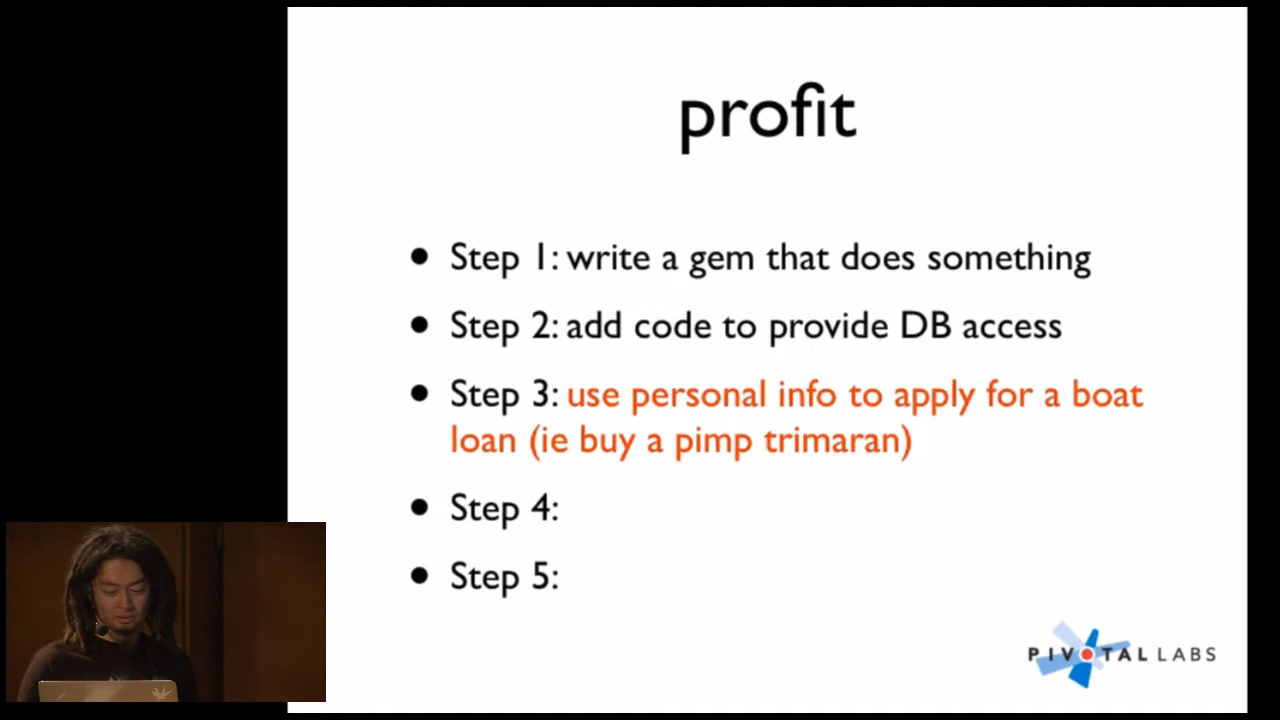 profit
• Step 1: write a gem that does something
• Step 2: add code to provide DB access
• Step 3: use personal info to apply for a boat
loan (ie buy a pimp trimaran)
• Step 4:
• Step 5:
PIVOTAL LABS